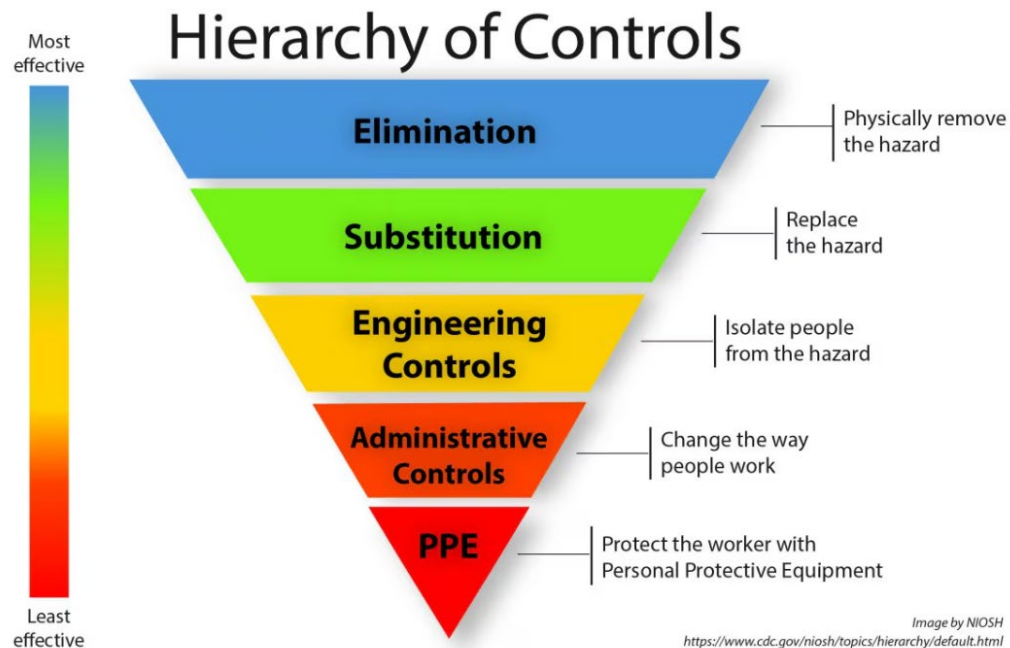 Hierarchy of Controls
Most
effective
Elimination
Physically remove
the hazard
Substitution
Replace
the hazard
Engineering
Controls
Isolate people
from the hazard
Administrative
Controls
Change the way
people work
PPE
Protect the worker with
Personal Protective Equipment
Least
effective
Image by NIOSH
https://www.cdc.gov/niosh/topics/hierarchy/default.html